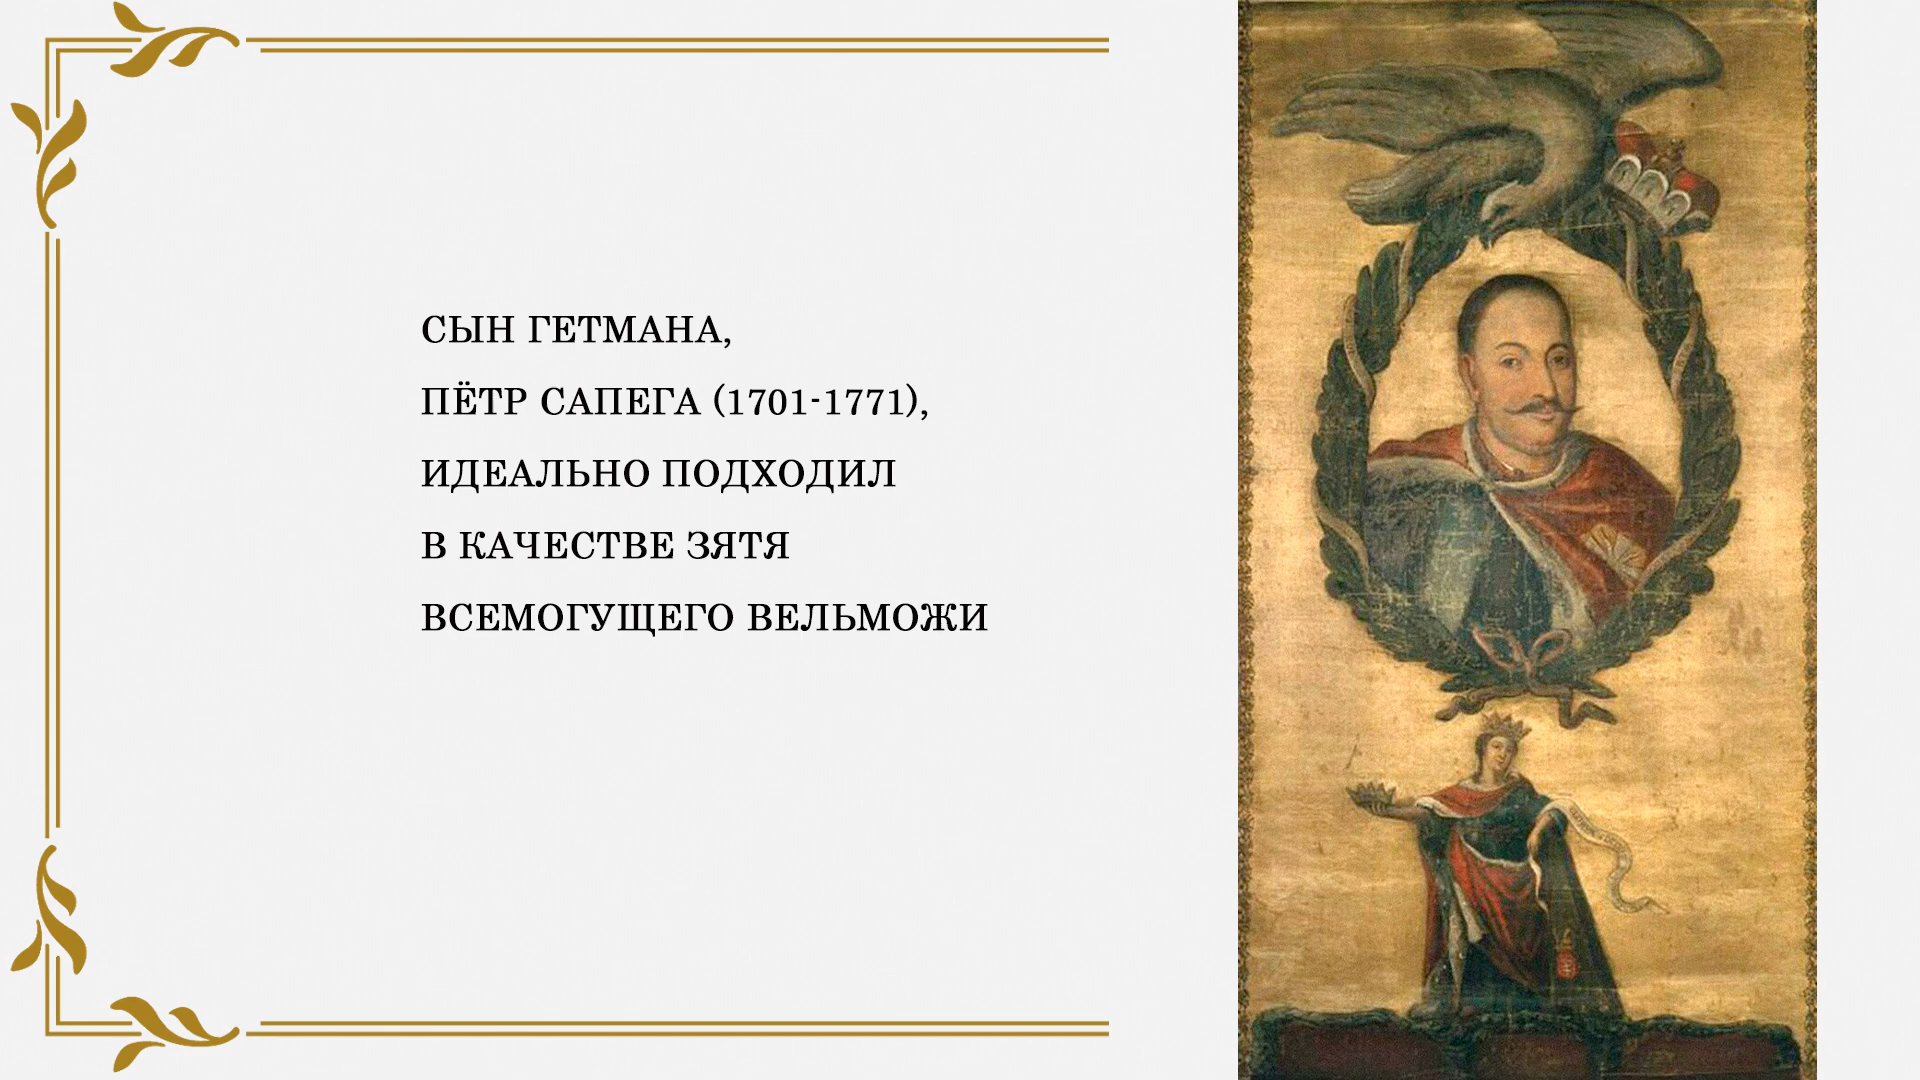 СЫН ГЕТМАНА,
ПЁТР САПЕГА (1701-1771),
ИДЕАЛЬНО ПОДХОДИЛ
В КАЧЕСТВЕ ЗЯТЯ
ВСЕМОГУЩЕГО ВЕЛЬМОЖИ